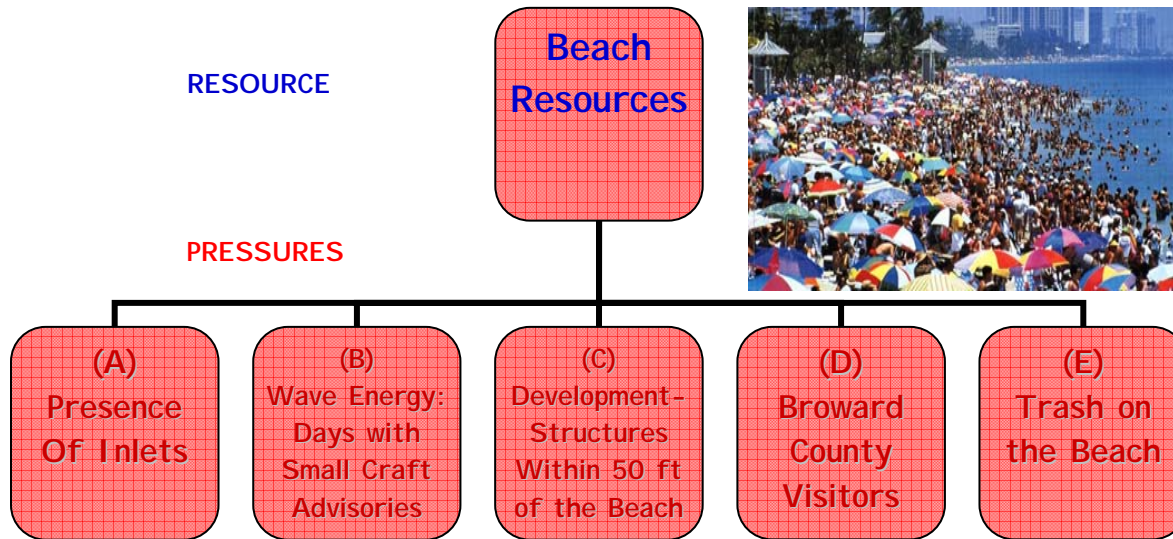 RESOURCE
Beach
Resources
PRESSURES
(A)
Presence
Of Inlets
(B)
Wave Energy:
Days with
Small Craft
Advisories
(C)
Development-
Structures
Within 50 ft
of the Beach
(D)
Broward
County
Visitors
(E)
Trash on
the Beach